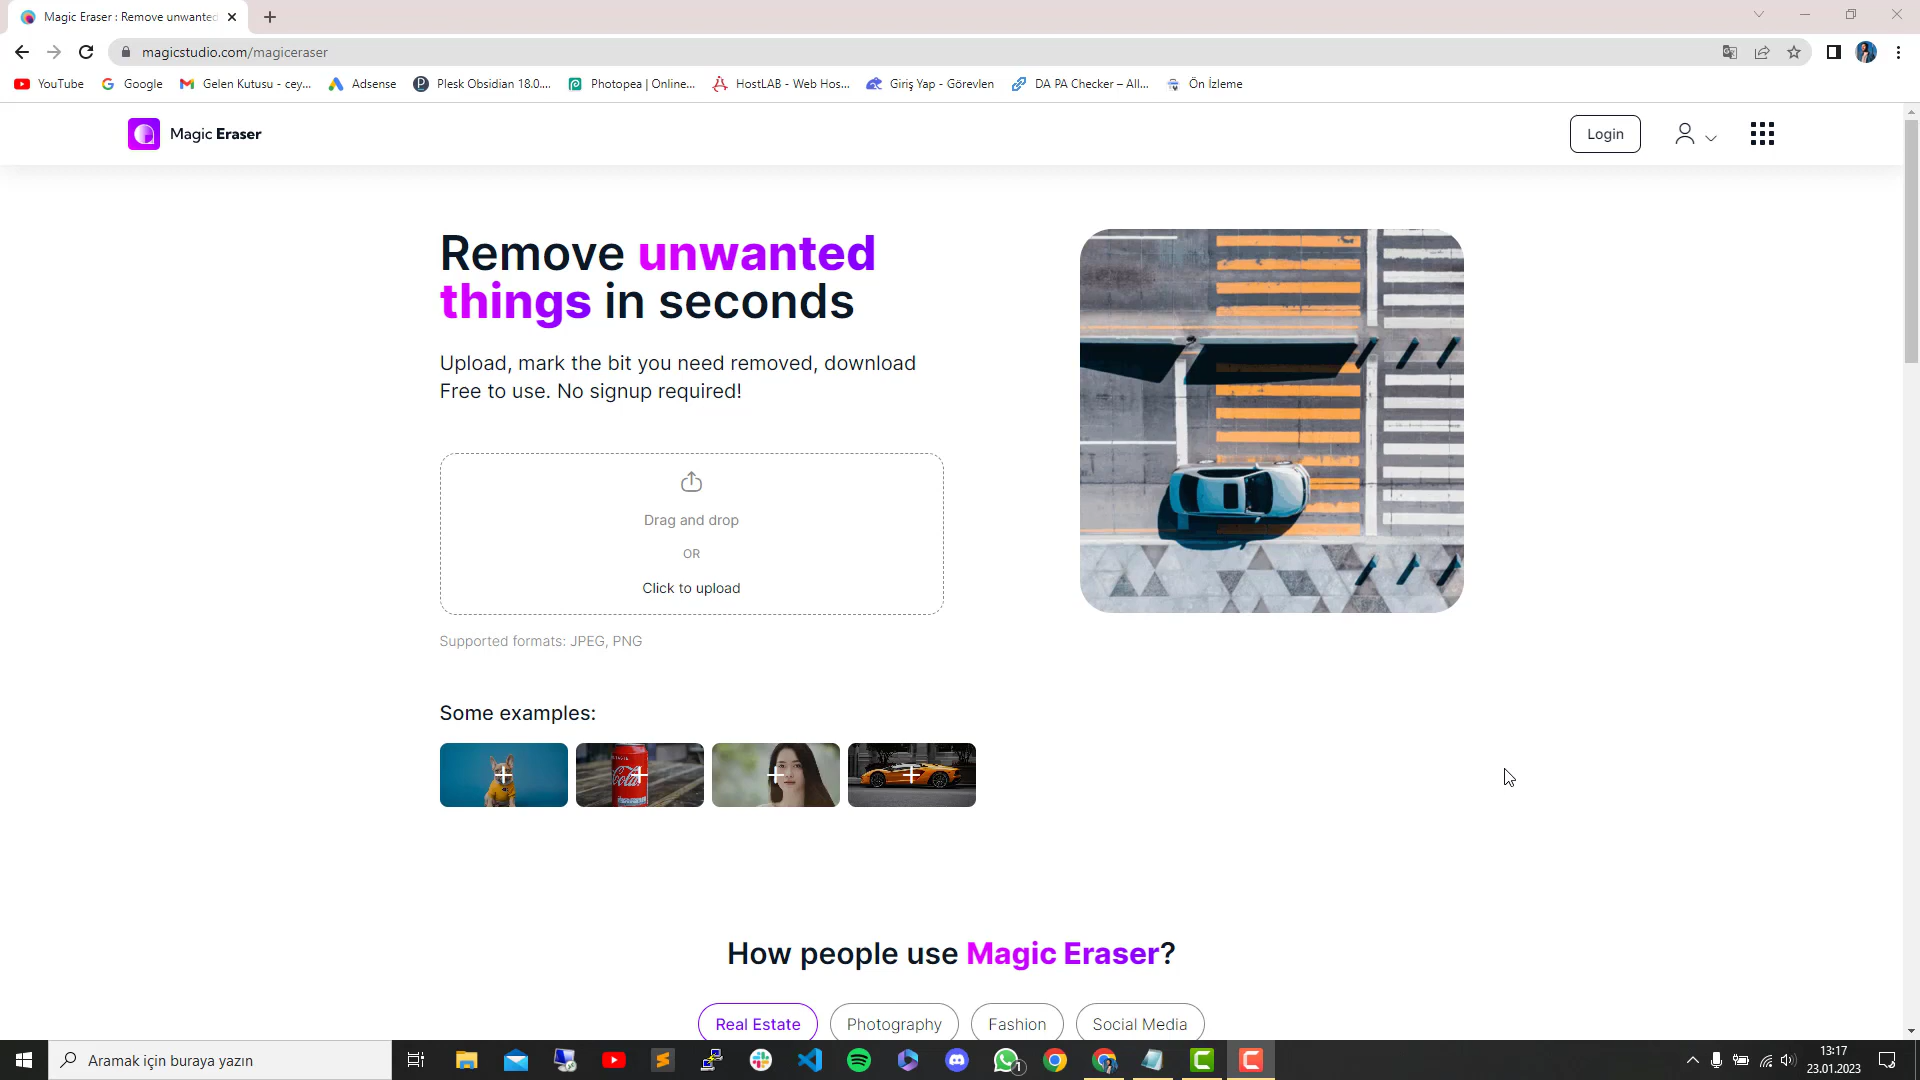 Magic Eraser : Remove unwanted
magicstudio.com/magiceraser
YouTube
Google
Gelen Kutusu - cey...
Adsense
Plesk Obsidian 18.0....
Photopea | Online...
HostLAB - Web Hos...
Giriş Yap - Görevlen
DA PA Checker – All...
Ön İzleme
Magic Eraser
Login
Remove unwanted
things in seconds
Upload, mark the bit you need removed, download
Free to use. No signup required!
Drag and drop
OR
Click to upload
Supported formats: JPEG, PNG
Some examples:
Coca-Cola
How people use Magic Eraser?
Real Estate
Photography
Fashion
Social Media
Aramak için buraya yazın
1
13:17
23.01.2023